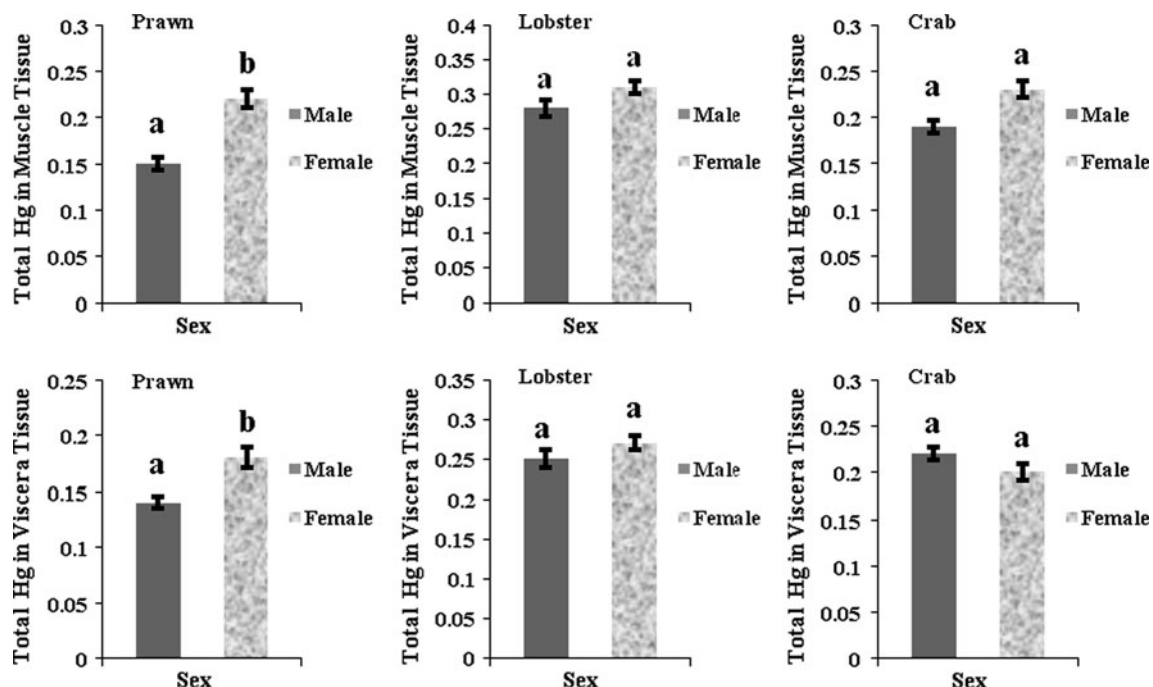 Prawn
Total Hg in Muscle Tissue
0.3
0.25
0.2
0.15
0.1
0.05
0
a
b
Male
Female
Sex
Lobster
Total Hg in Muscle Tissue
0.4
0.35
0.3
0.25
0.2
0.15
0.1
0.05
0
a
a
Male
Female
Sex
Crab
Total Hg in Muscle Tissue
0.3
0.25
0.2
0.15
0.1
0.05
0
a
a
Male
Female
Sex
Prawn
Total Hg in Viscera Tissue
0.25
0.2
0.15
0.1
0.05
0
a
b
Male
Female
Sex
Lobster
Total Hg in Viscera Tissue
0.35
0.3
0.25
0.2
0.15
0.1
0.05
0
a
a
Male
Female
Sex
Crab
Total Hg in Viscera Tissue
0.3
0.25
0.2
0.15
0.1
0.05
0
a
a
Male
Female
Sex